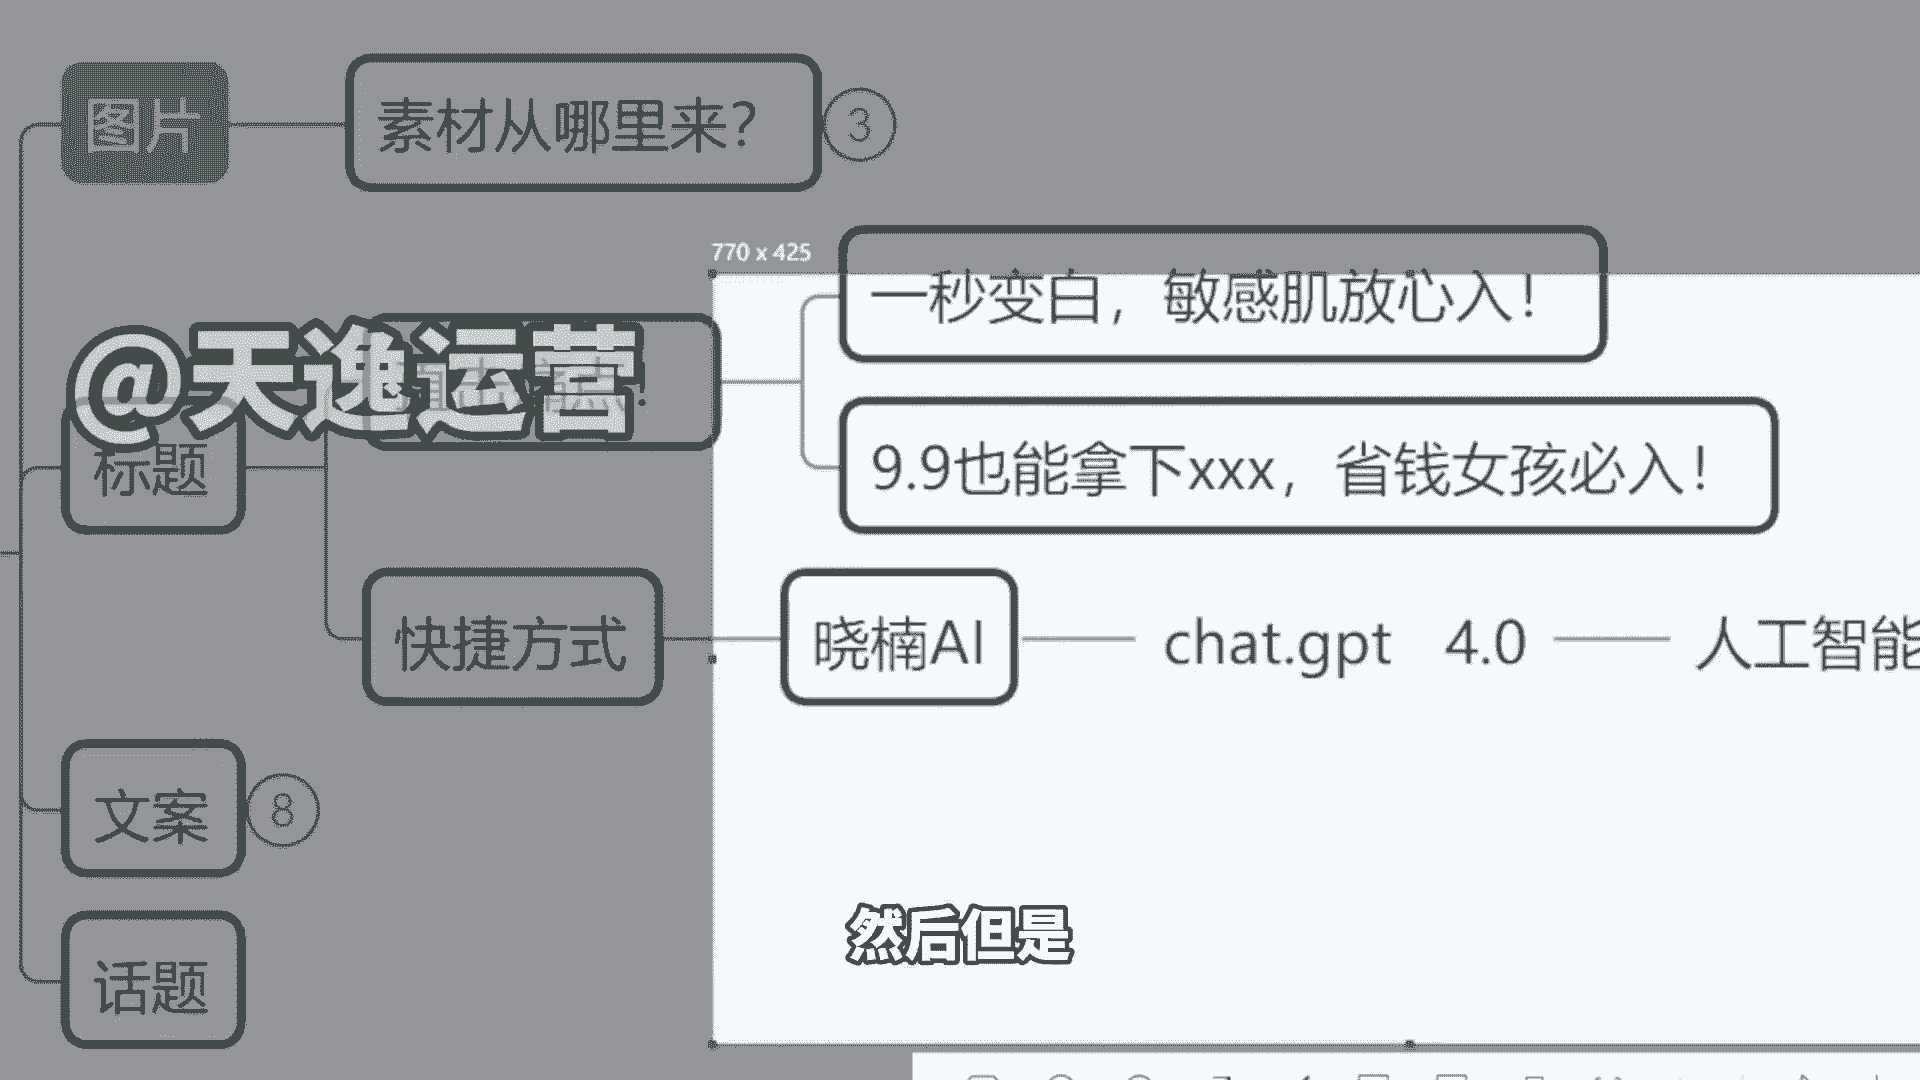 图片
素材从哪里来？
3
770 x 425
一秒变白，敏感肌放心入！
@天逸运营
9.9也能拿下xxx，省钱女孩必入！
标题
快捷方式
晓楠AI
chat.gpt 4.0
人工智能
文案
8
然后但是
话题